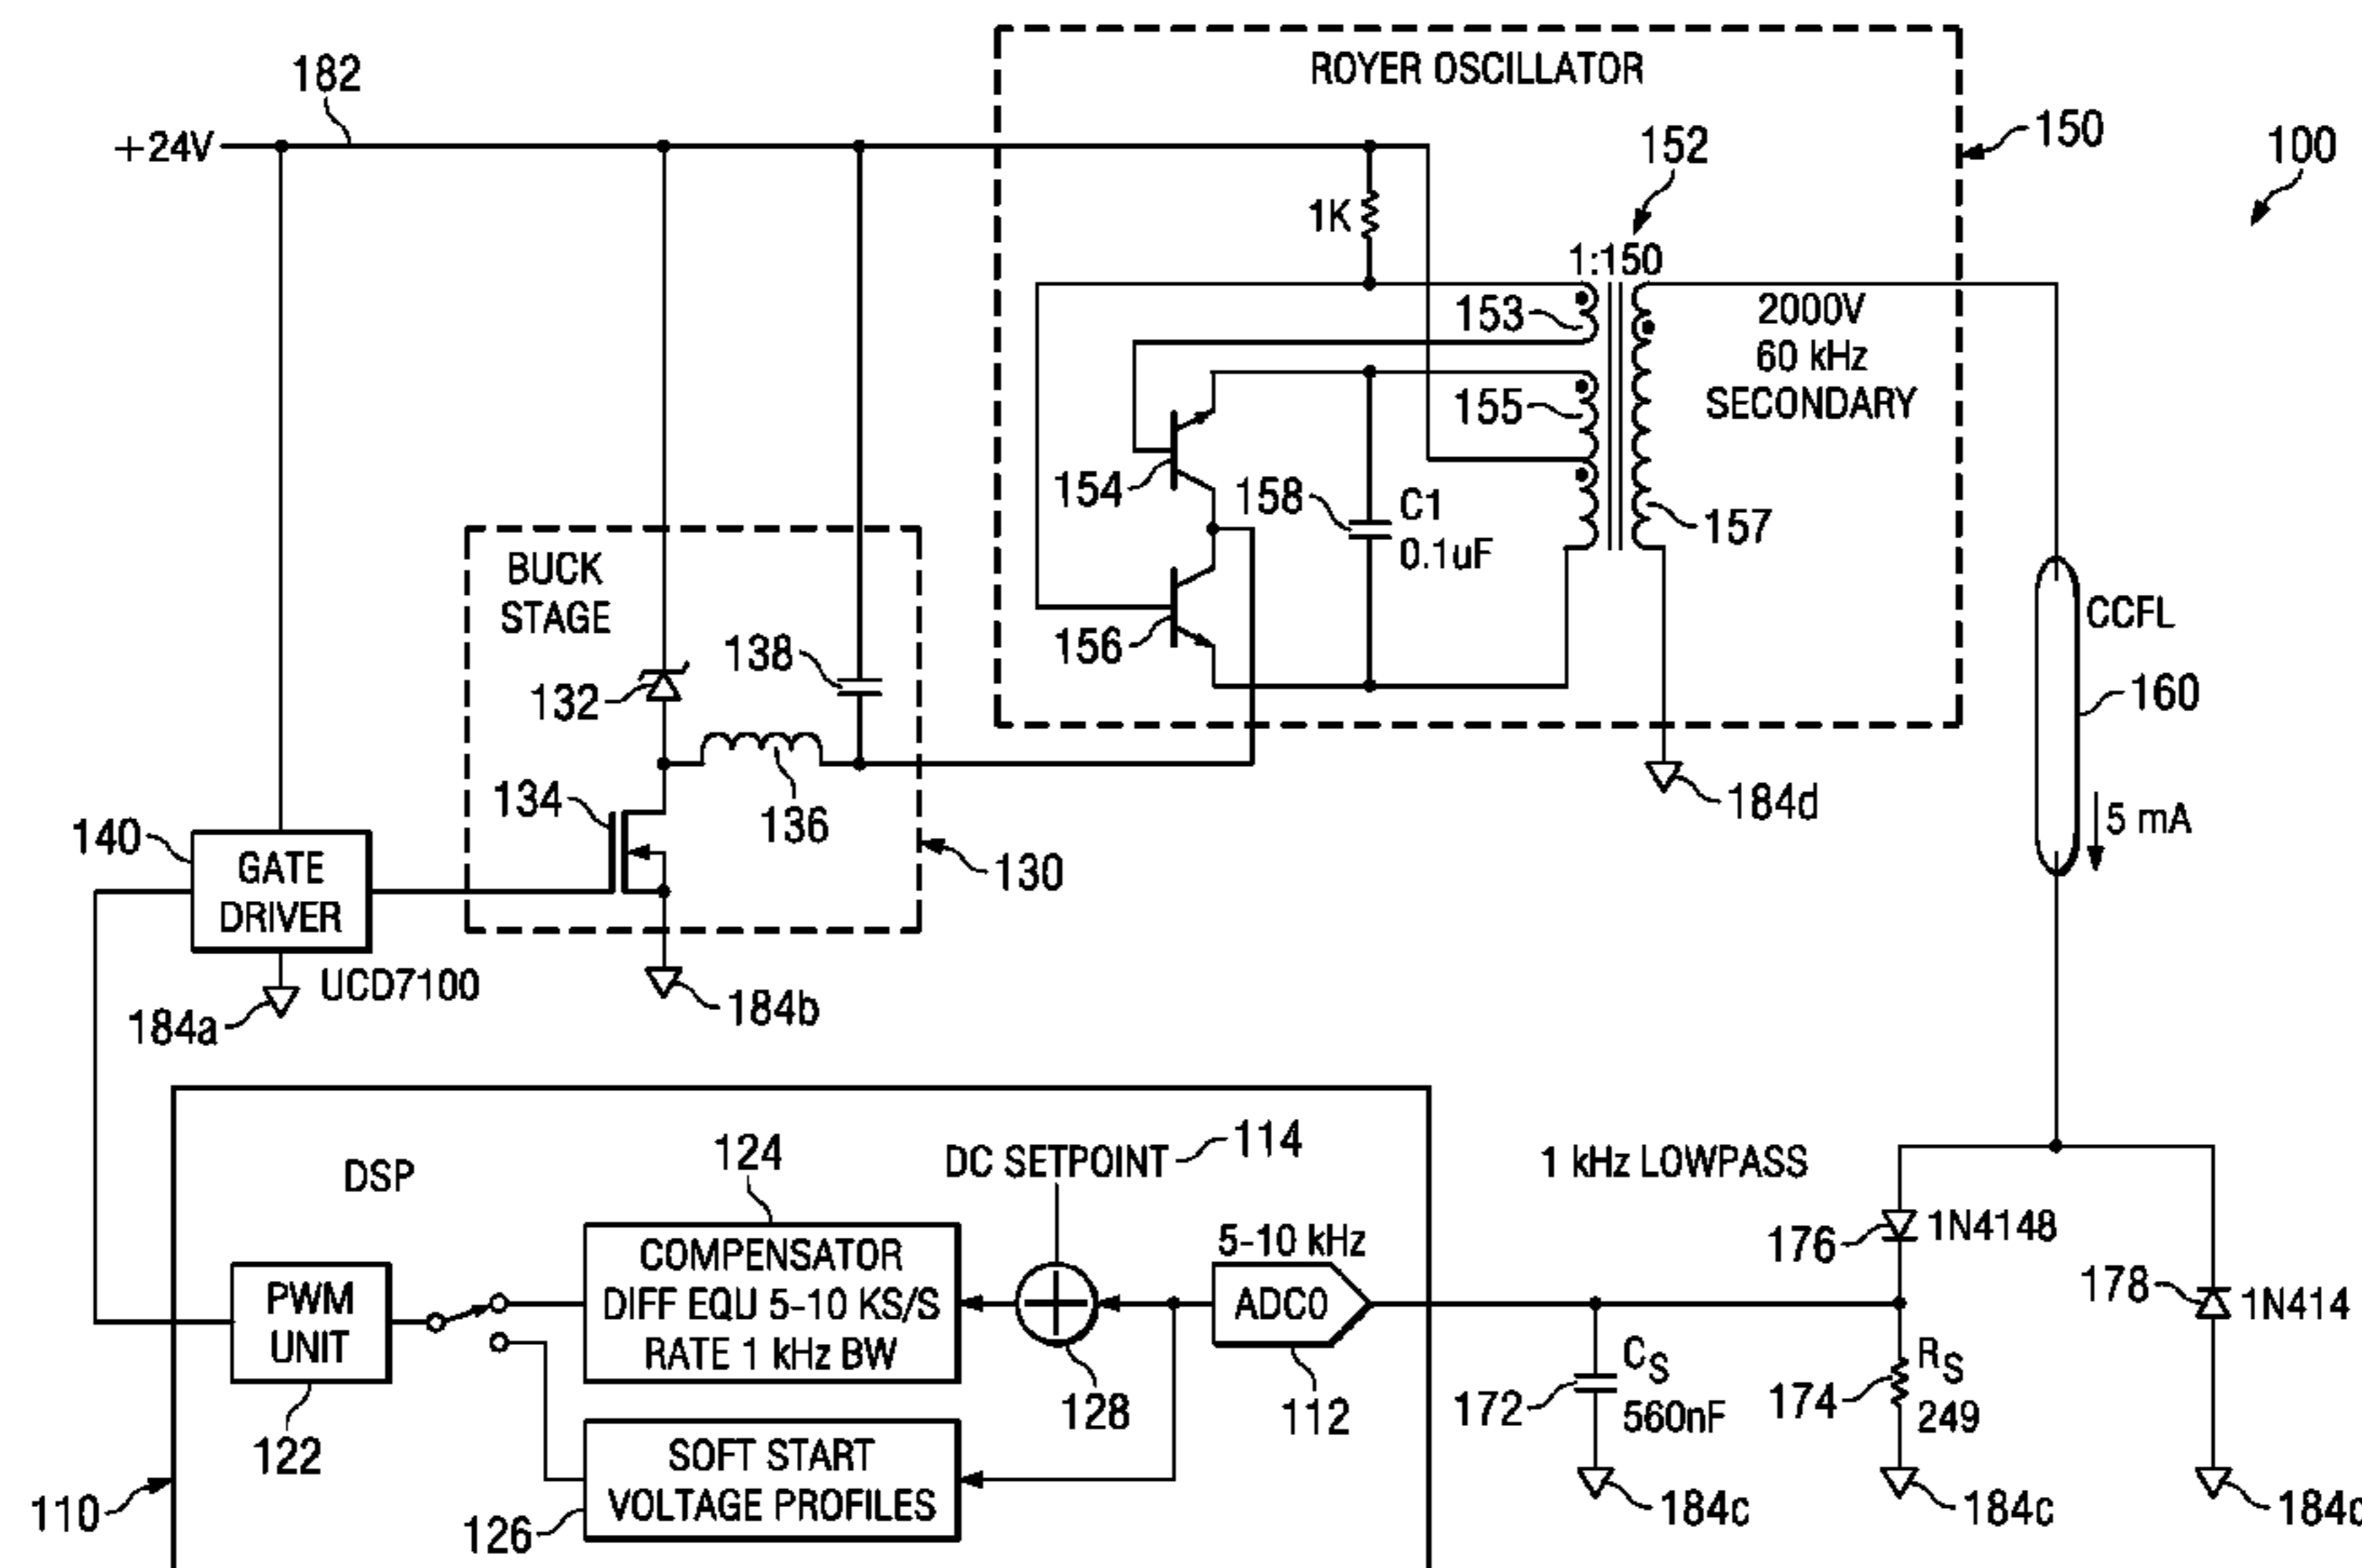 ROYER OSCILLATOR
182
+24V
150
100
152
1K
1:150
153
2000V
60 kHz
SECONDARY
155
154
158
C1
0.1uF
157
156
BUCK
STAGE
138
132
CCFL
160
134
136
184d
5 mA
140
GATE
DRIVER
130
UCD7100
184a
184b
DSP
124
DC SETPOINT
114
1 kHz LOWPASS
COMPENSATOR
DIFF EQU 5-10 KS/S
RATE 1 kHz BW
5-10 kHz
ADC0
176
1N4148
178
1N414
PWM
UNIT
122
128
112
172
CS
560nF
174
RS
249
SOFT START
VOLTAGE PROFILES
110
126
184c
184c